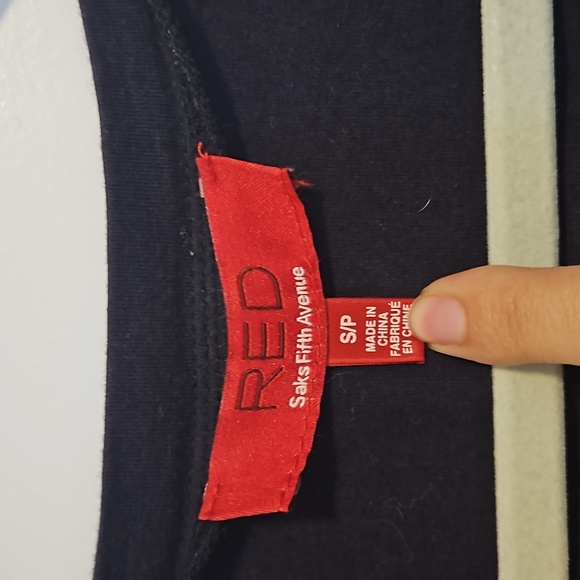 RED
Saks Fifth Avenue
S/P
MADE IN
CHINA
FABRIQUÉ
EN CHINE